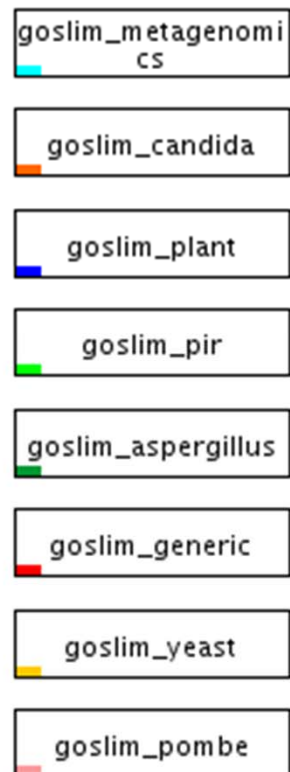 goslim_metagenomi
cs
goslim_candida
goslim_plant
goslim_pir
goslim_aspergillus
goslim_generic
goslim_yeast
goslim_pombe